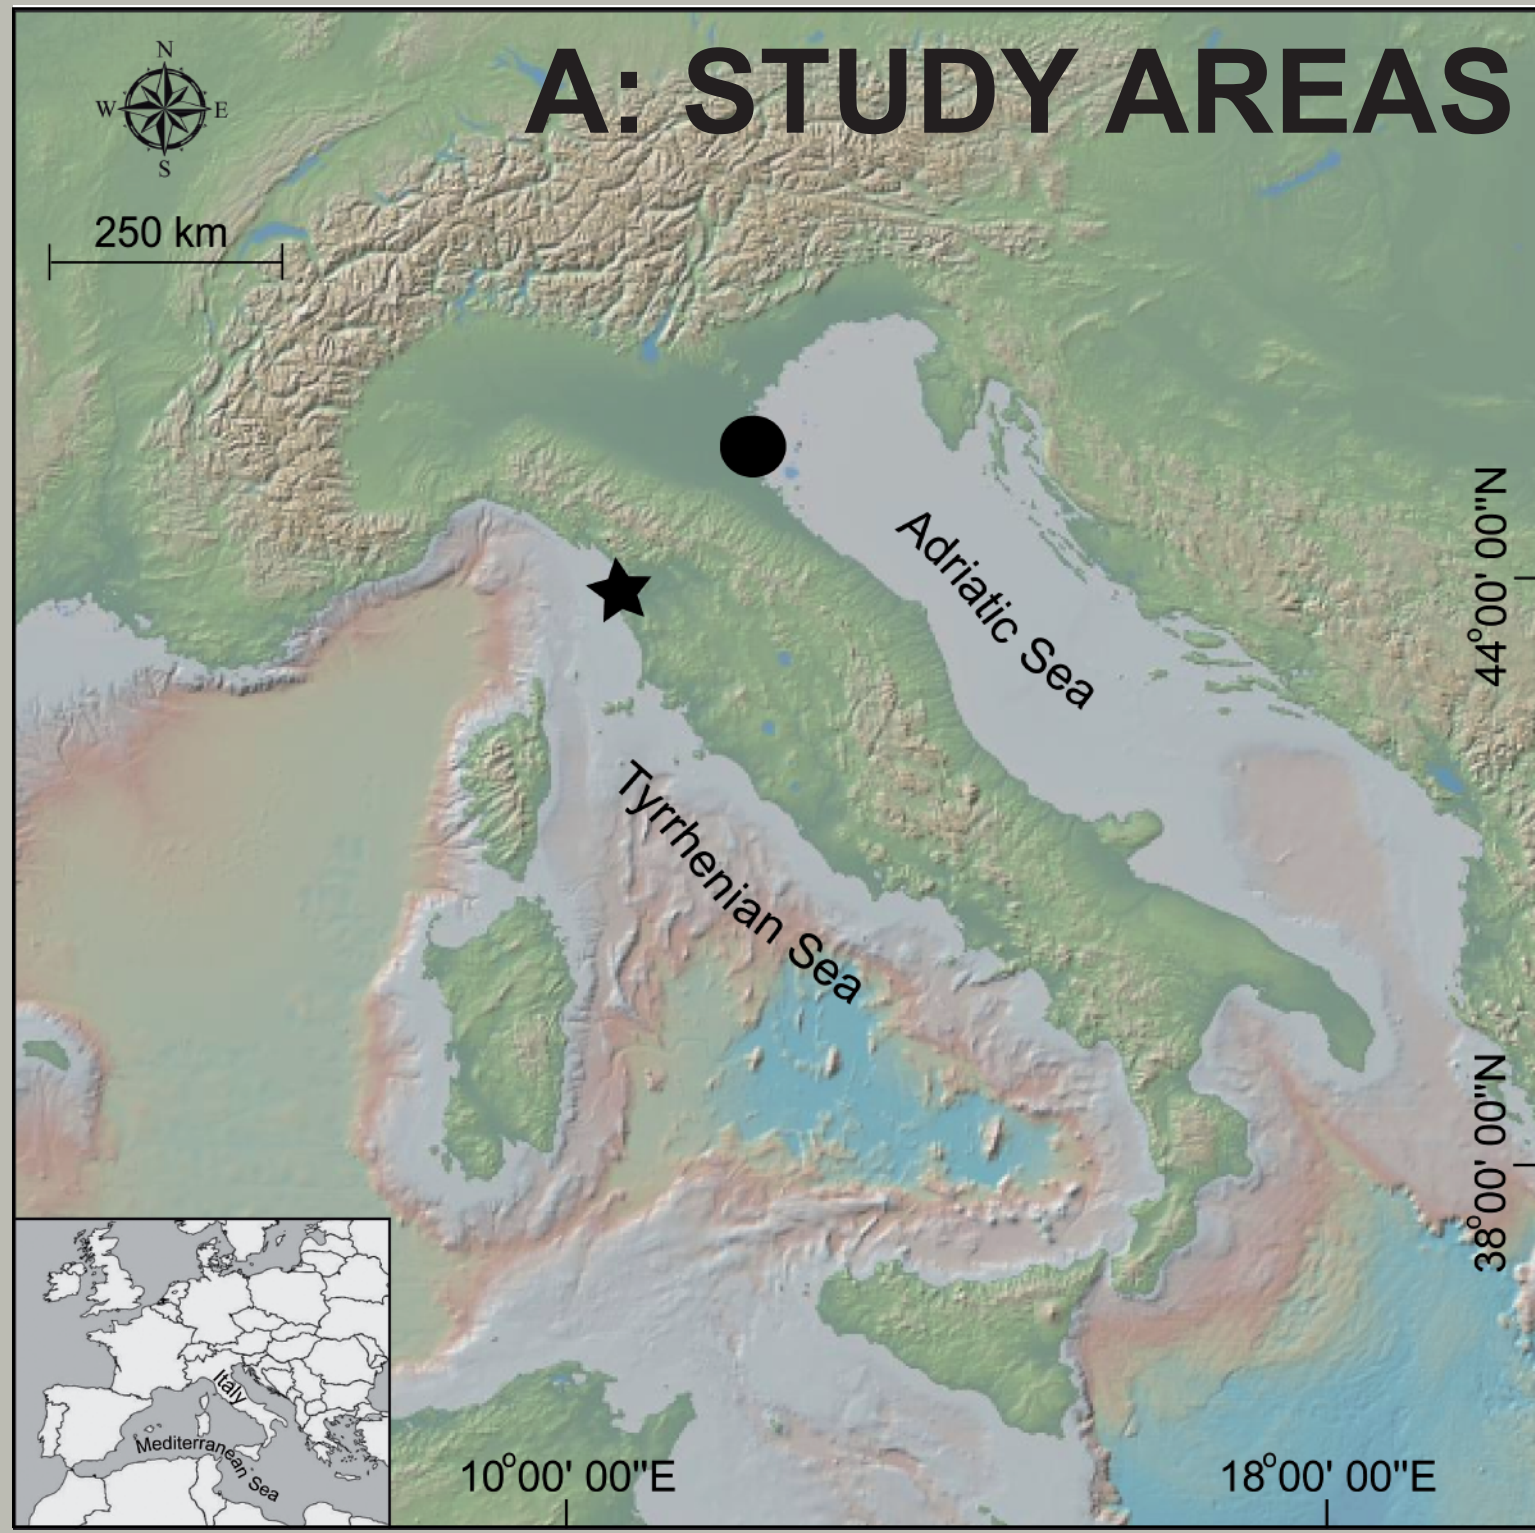 A: STUDY AREAS
N
W E
S
250 km
Adriatic Sea
44°00' 00"N
Tyrrhenian Sea
38°00' 00"N
Italy
Mediterranean Sea
10°00' 00"E
18°00' 00"E